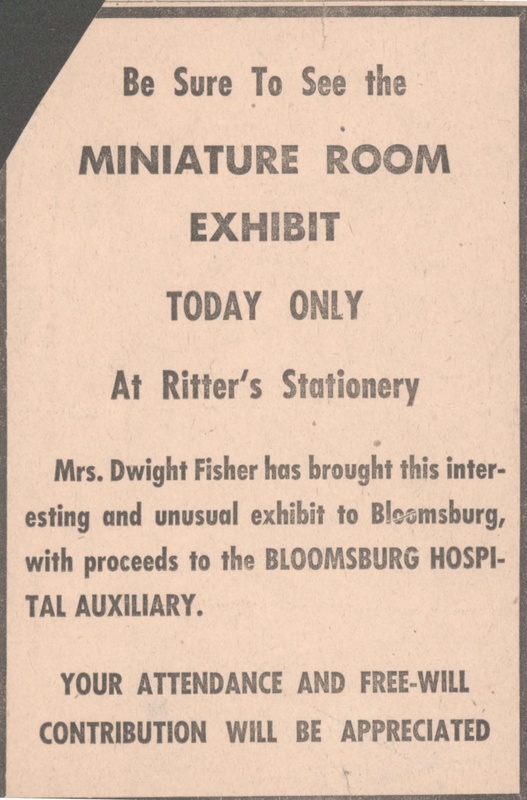 Be Sure To See the
MINIATURE ROOM
EXHIBIT
TODAY ONLY
At Ritter's Stationery
Mrs. Dwight Fisher has brought this inter-
esting and unusual exhibit to Bloomsburg,
with proceeds to the BLOOMSBURG HOSPI-
TAL AUXILIARY.
YOUR ATTENDANCE AND FREE-WILL
CONTRIBUTION WILL BE APPRECIATED